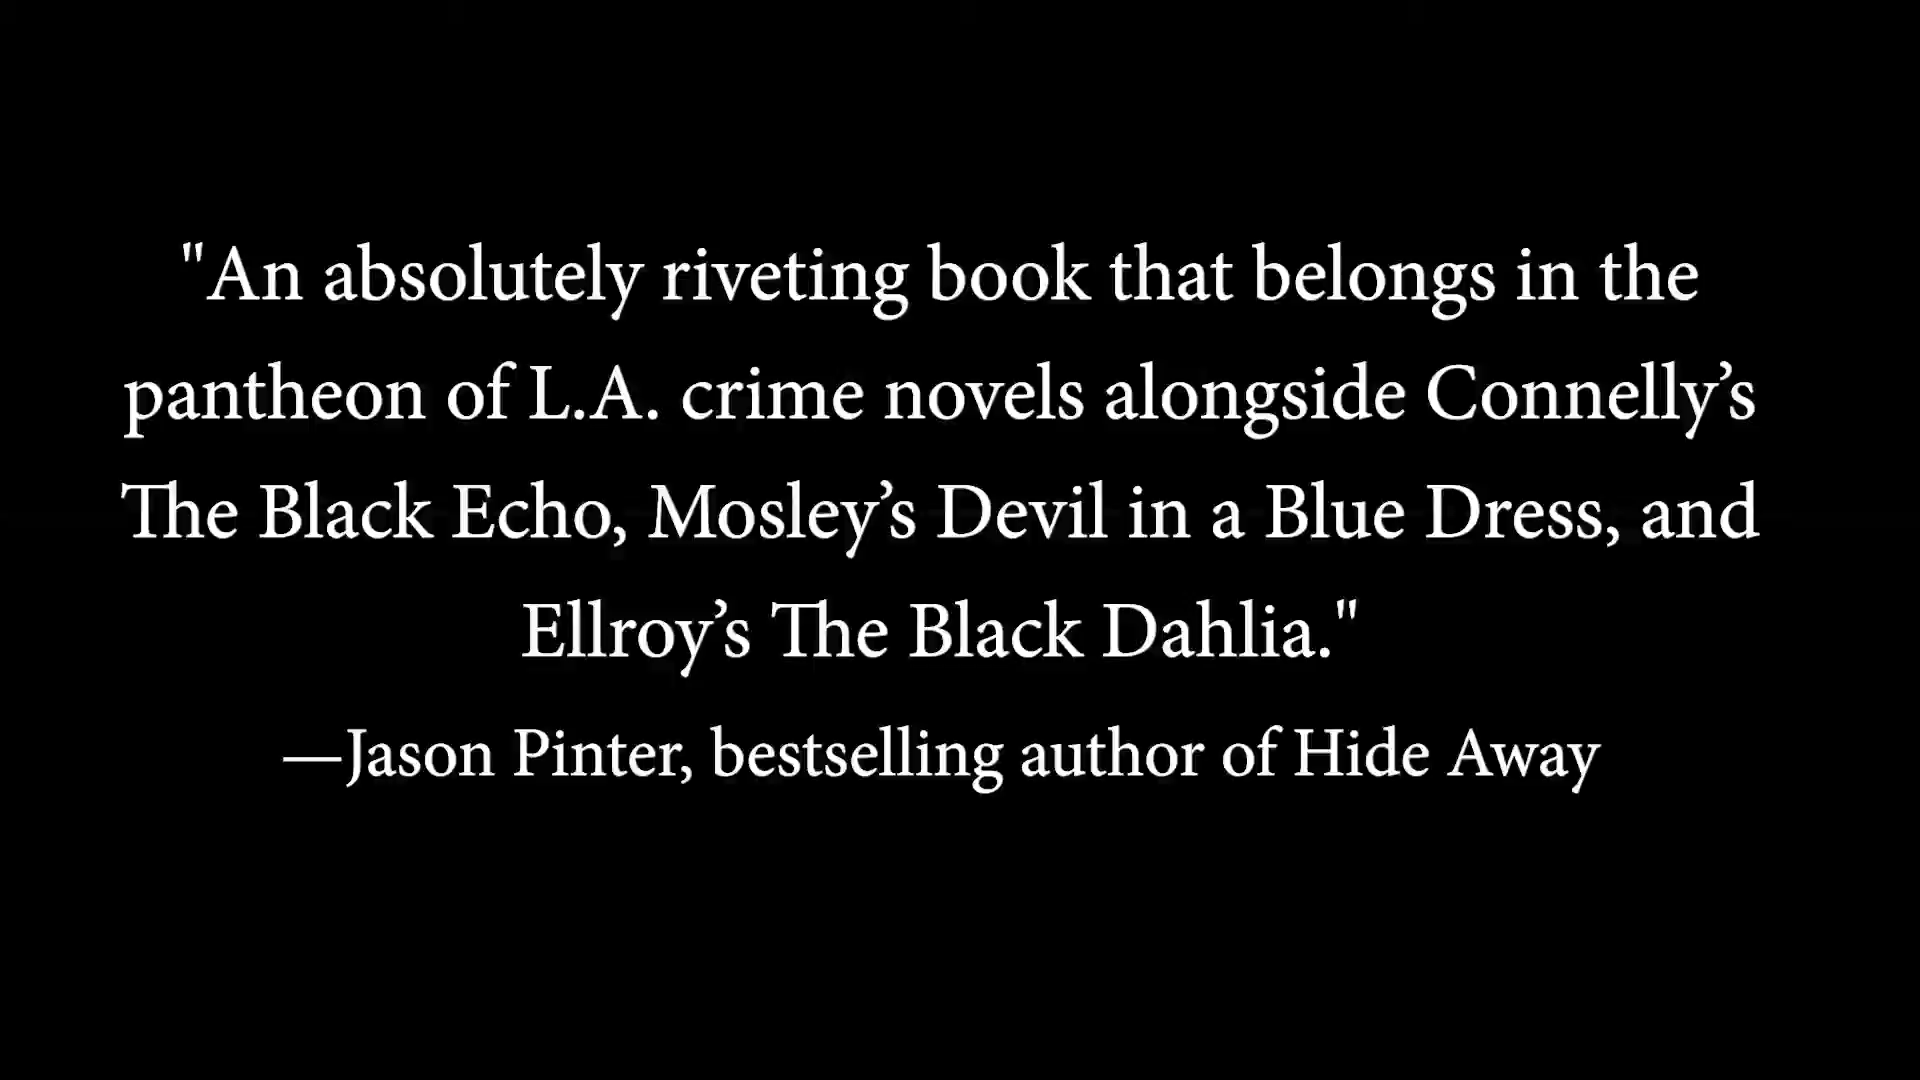 "An absolutely riveting book that belongs in the
pantheon of L.A. crime novels alongside Connelly’s
The Black Echo, Mosley’s Devil in a Blue Dress, and
Ellroy’s The Black Dahlia."
—Jason Pinter, bestselling author of Hide Away